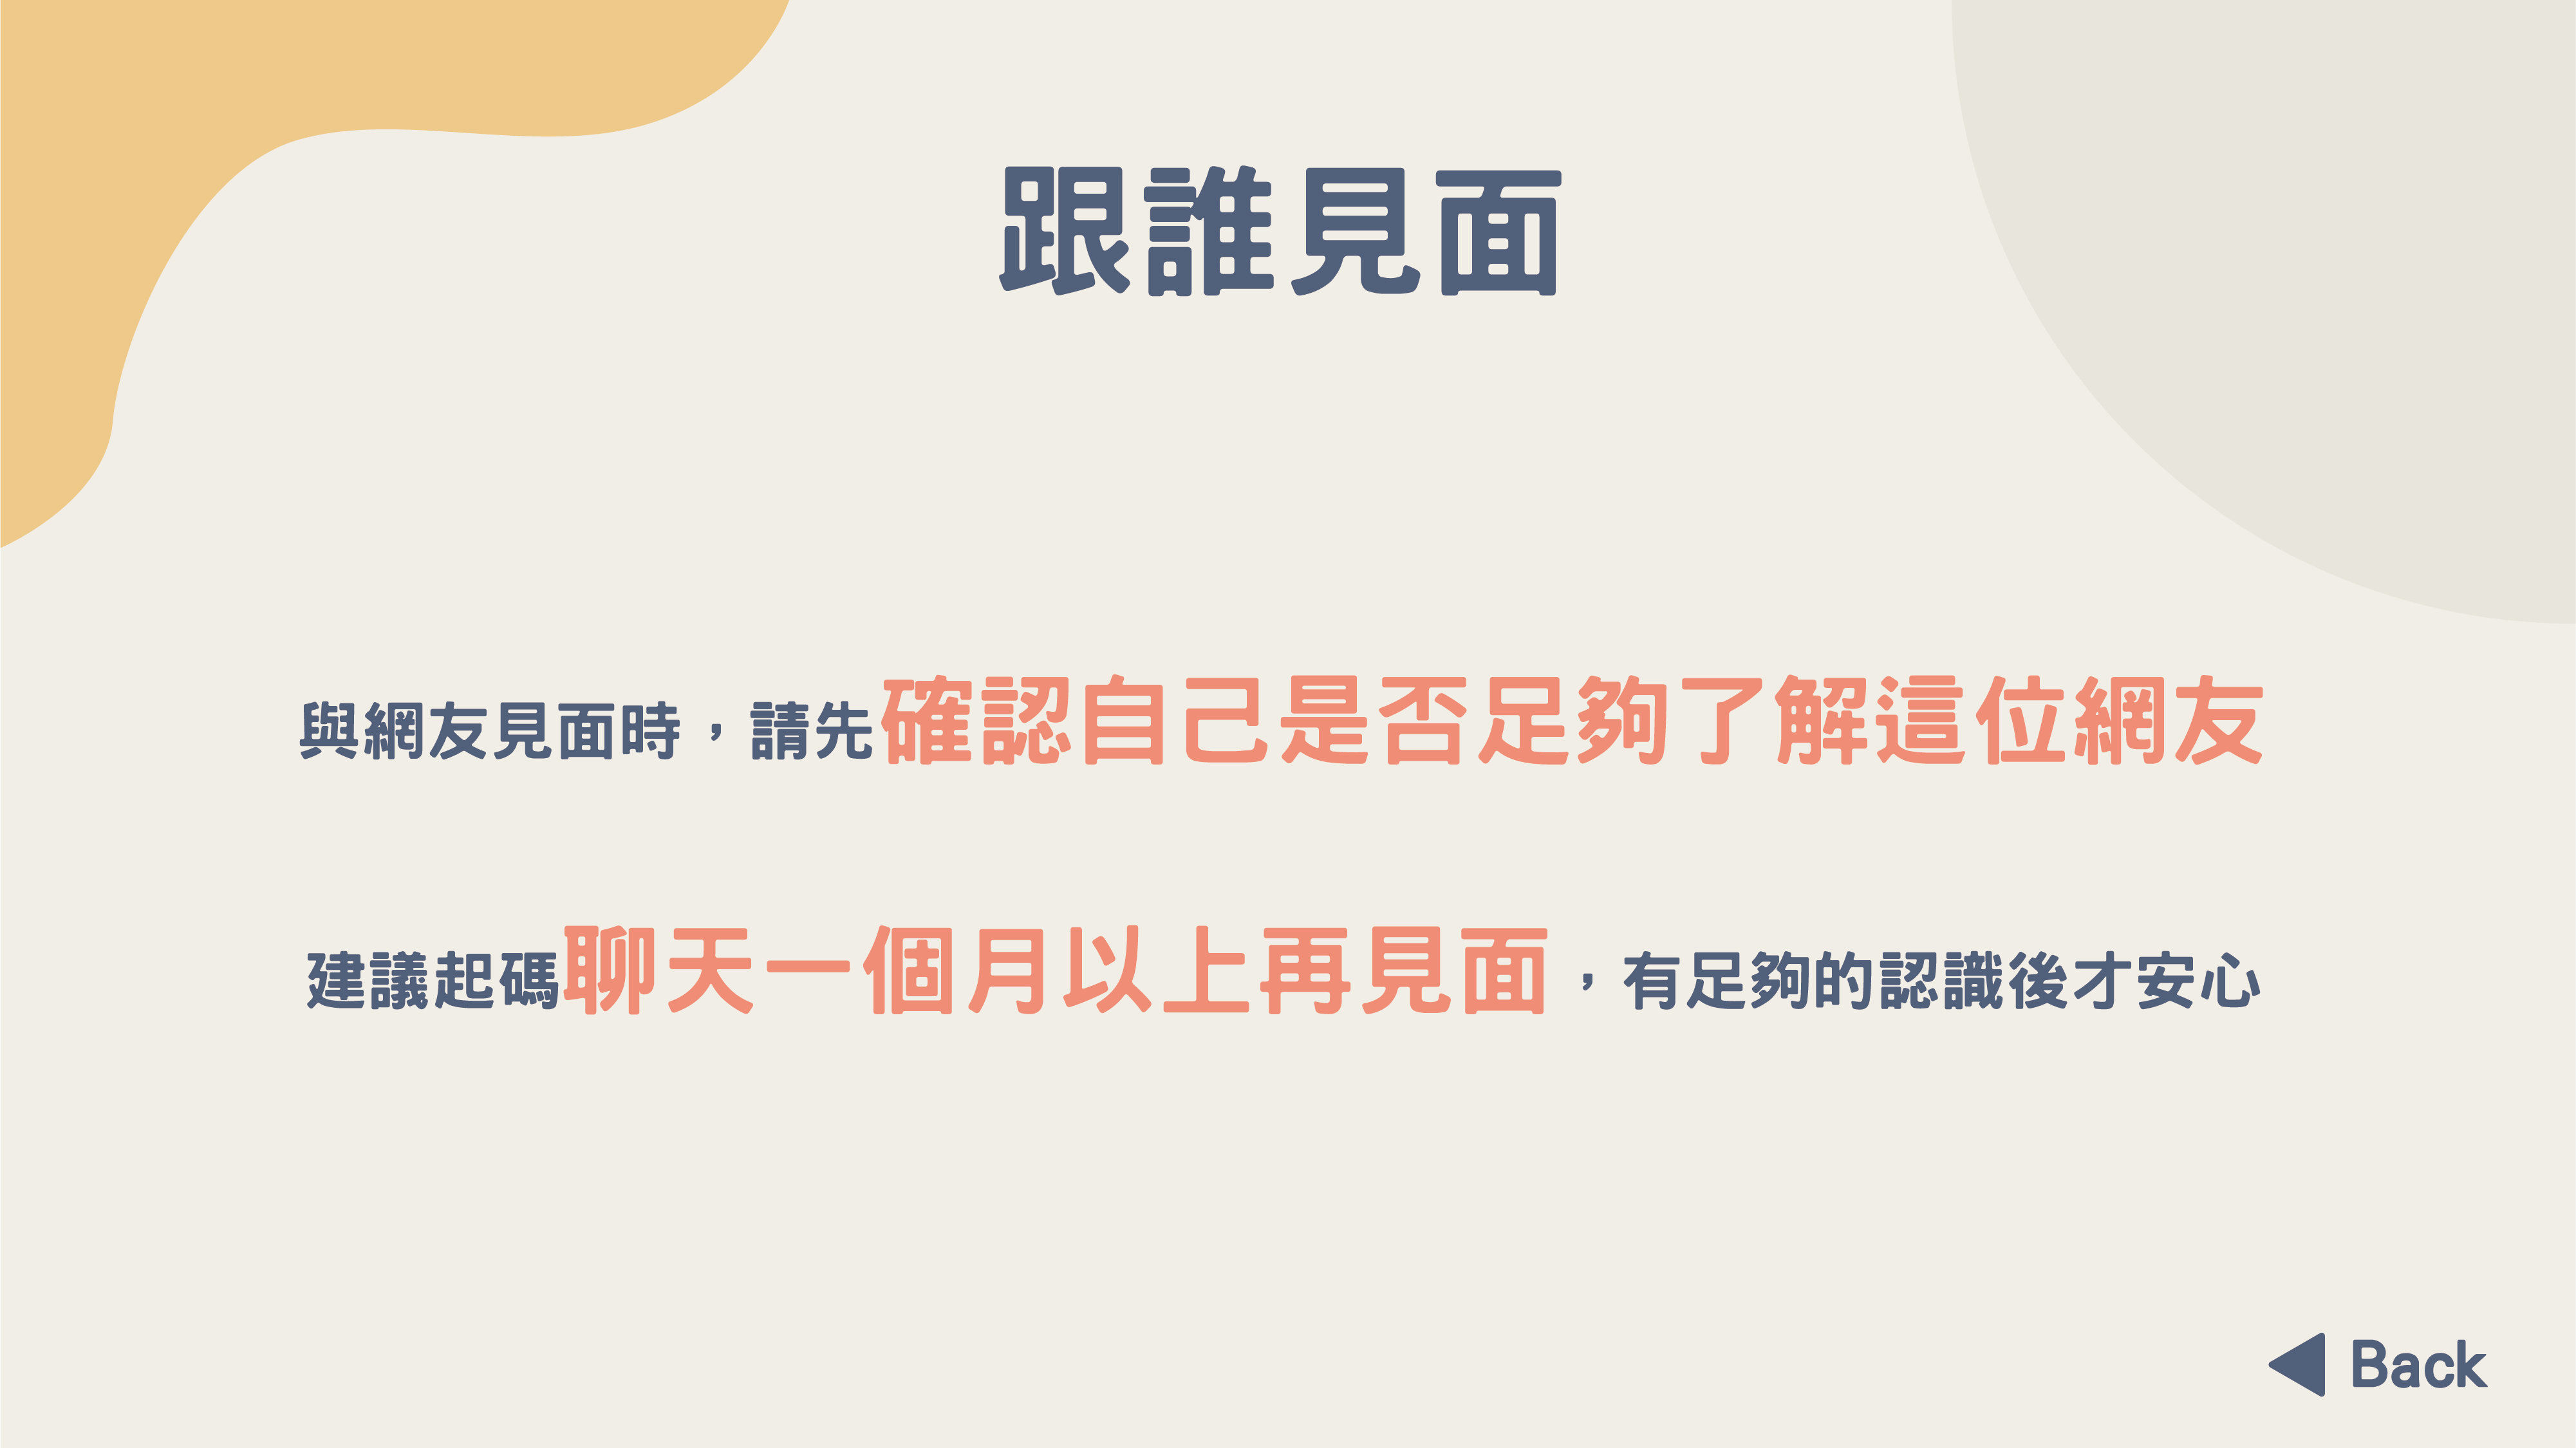 跟誰見面
與網友見面時，請先確認自己是否足夠了解這位網友
建議起碼聊天一個月以上再見面，有足夠的認識後才安心
Back